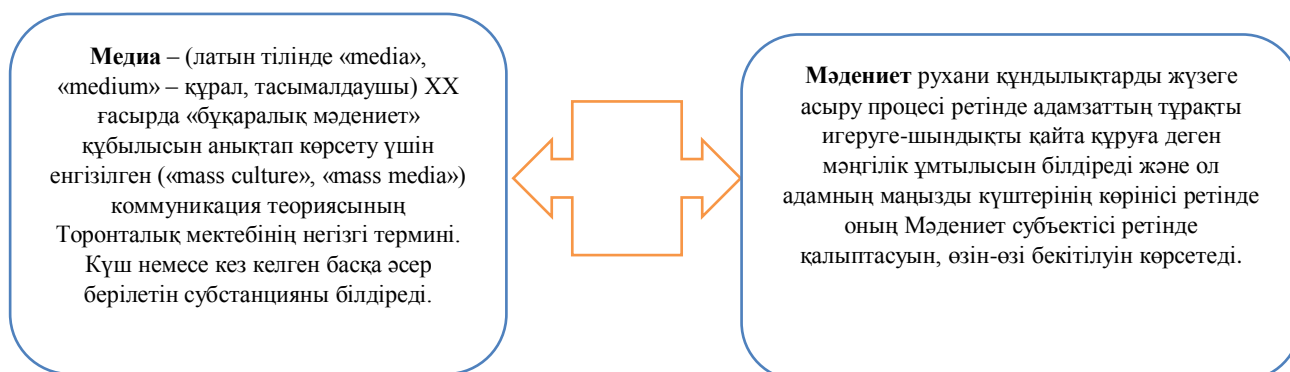 Медиа – (латын тілінде «media»,
«medium» – құрал, тасымалдаушы) XX
ғасырда «бұқаралық мәдениет»
құбылысын анықтап көрсету үшін
енгізілген («mass culture», «mass media»)
коммуникация теориясының
Торонталық мектебінің негізгі термині.
Күш немесе кез келген басқа әсер
берілетін субстанцияны білдіреді.
Мәдениет рухани құндылықтарды жүзеге
асыру процесі ретінде адамзаттың тұрақты
игеруге-шындықты қайта құруға деген
мәңгілік ұмтылысын білдіреді және ол
адамның маңызды күштерінің көрінісі ретінде
оның Мәдениет субъектісі ретінде
қалыптасуын, өзін-өзі бекітілуін көрсетеді.